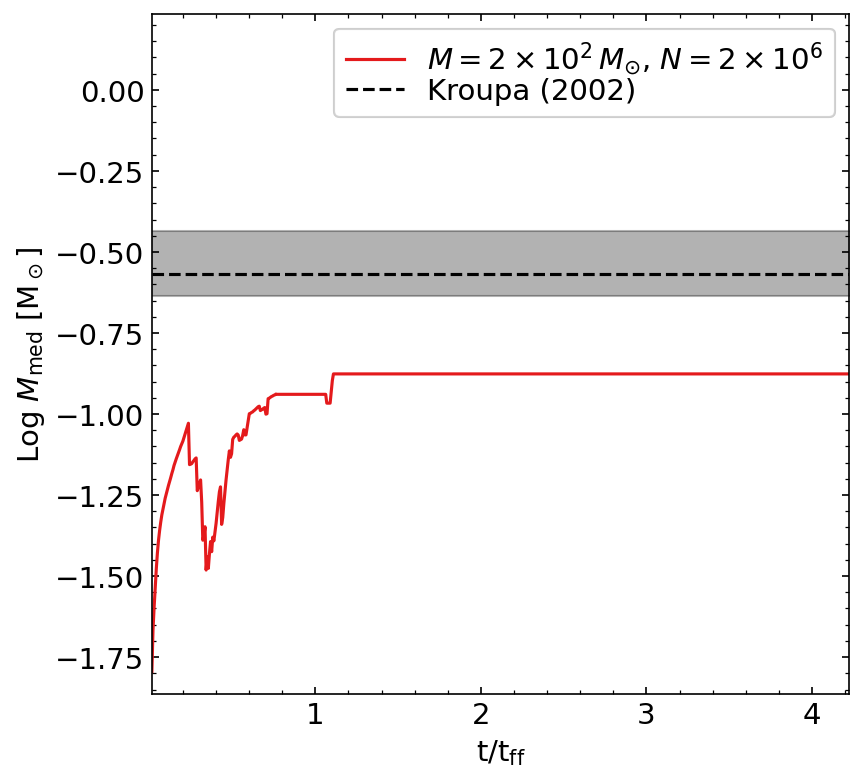 M = 2 × 10² M⊙, N = 2 × 10⁶
Kroupa (2002)
0.00
−0.25
−0.50
−0.75
−1.00
−1.25
−1.50
−1.75
Log M_med [M⊙]
1 2 3 4
t/t_ff